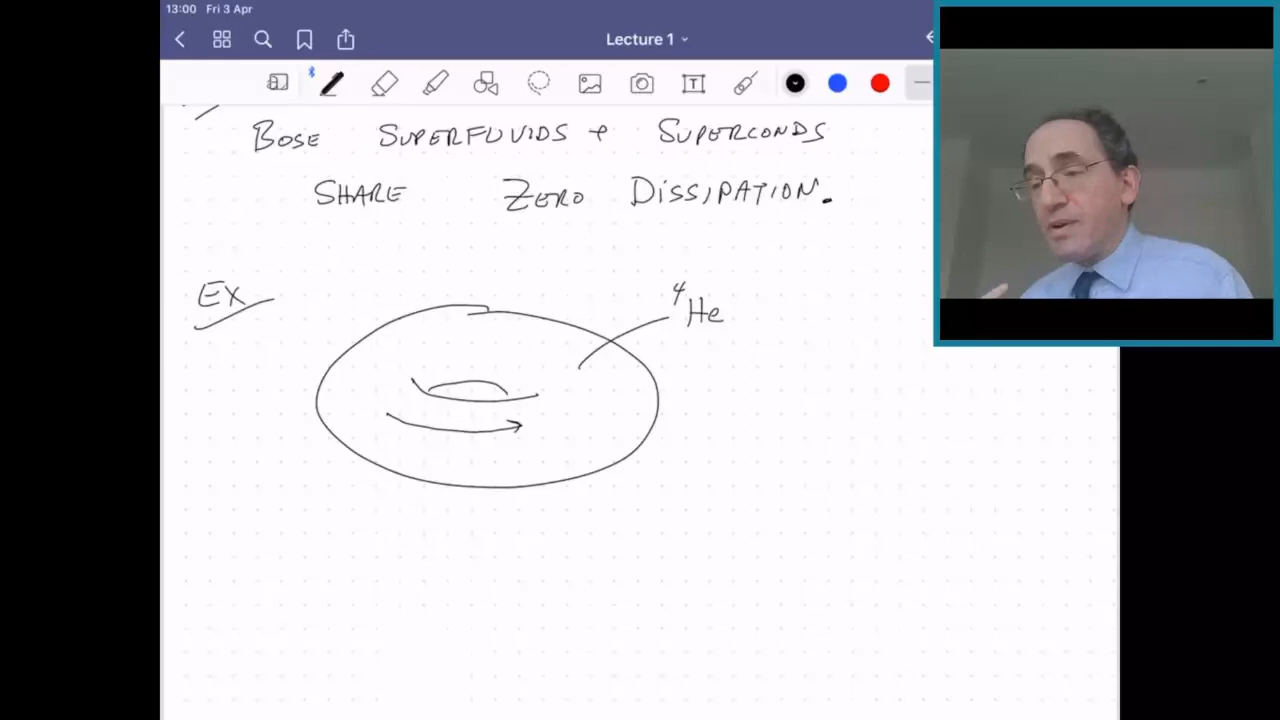 13:00 Fri 3 Apr
Lecture 1
T
BOSE SUPERFLUIDS + SUPERCONDS
SHARE ZERO DISSIPATION.
Ex
⁴He